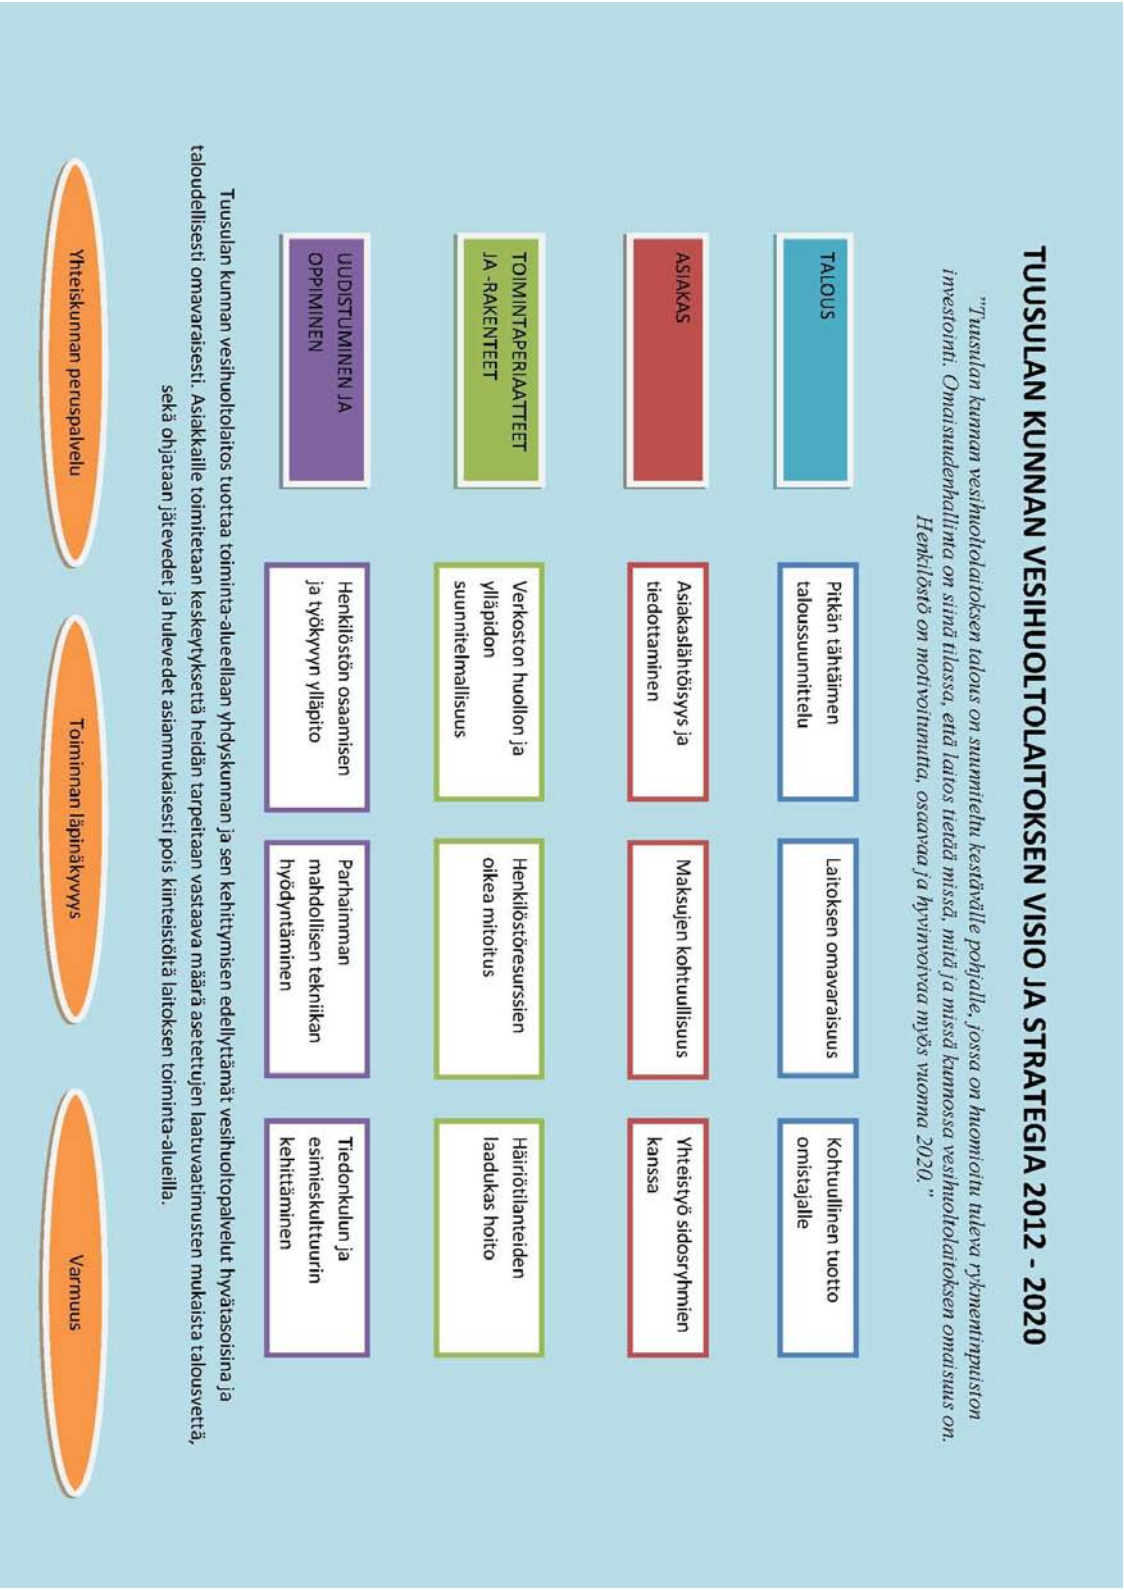 TUUSULAN KUNNAN VESIHUOLTOLAITOKSEN VISIO JA STRATEGIA 2012 - 2020
"Tuusulan kunnan vesihuoltolaitoksen talous on suunniteltu kestävälle pohjalle, jossa on huomioitu tuleva rykmentinpuiston
investointi. Omaisuudenhallinta on siinä tilassa, että laitos tietää missä, mitä ja missä kunnossa vesihuoltolaitoksen omaisuus on.
Henkilöstö on motivoitunutta, osaavaa ja hyvinvoivaa myös vuonna 2020."
TALOUS
Pitkän tähtäimen
taloussuunnittelu
Laitoksen omavaraisuus
Kohtuullinen tuotto
omistajalle
ASIAKAS
Asiakaslähtöisyys ja
tiedottaminen
Maksujen kohtuullisuus
Yhteistyö sidosryhmien
kanssa
TOIMINTAPERIAATTEET
JA -RAKENTEET
Verkoston huollon ja
ylläpidon
suunnitelmallisuus
Henkilöstöresurssien
oikea mitoitus
Häiriötilanteiden
laadukas hoito
UUDISTUMINEN JA
OPPIMINEN
Henkilöstön osaamisen
ja työkyvyn ylläpito
Parhaimman
mahdollisen tekniikan
hyödyntäminen
Tiedonkulun ja
esimieskulttuurin
kehittäminen
Tuusulan kunnan vesihuoltolaitos tuottaa toiminta-alueellaan yhdyskunnan ja sen kehittymisen edellyttämät vesihuoltopalvelut hyvätasoisina ja
taloudellisesti omavaraisesti. Asiakkaille toimitetaan keskeytyksettä heidän tarpeitaan vastaava määrä asetettujen laatuvaatimusten mukaista talousvettä,
sekä ohjataan jätevedet ja hulevedet asianmukaisesti pois kiinteistöltä laitoksen toiminta-alueilla.
Yhteiskunnan peruspalvelu
Toiminnan läpinäkyvyys
Varmuus